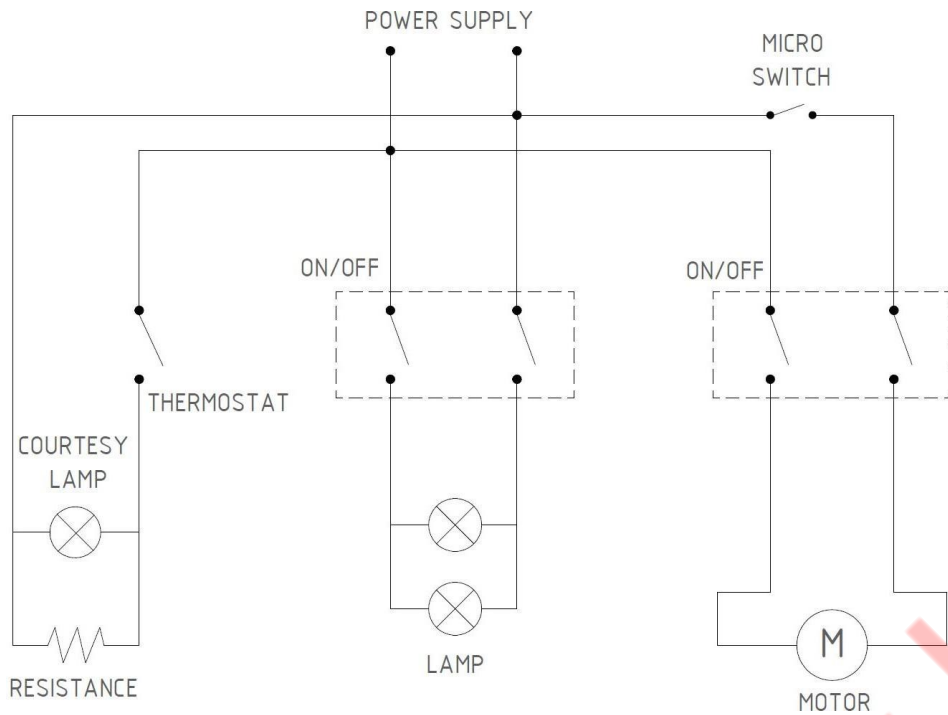 POWER SUPPLY
MICRO
SWITCH
ON/OFF
ON/OFF
THERMOSTAT
COURTESY
LAMP
M
LAMP
RESISTANCE
MOTOR